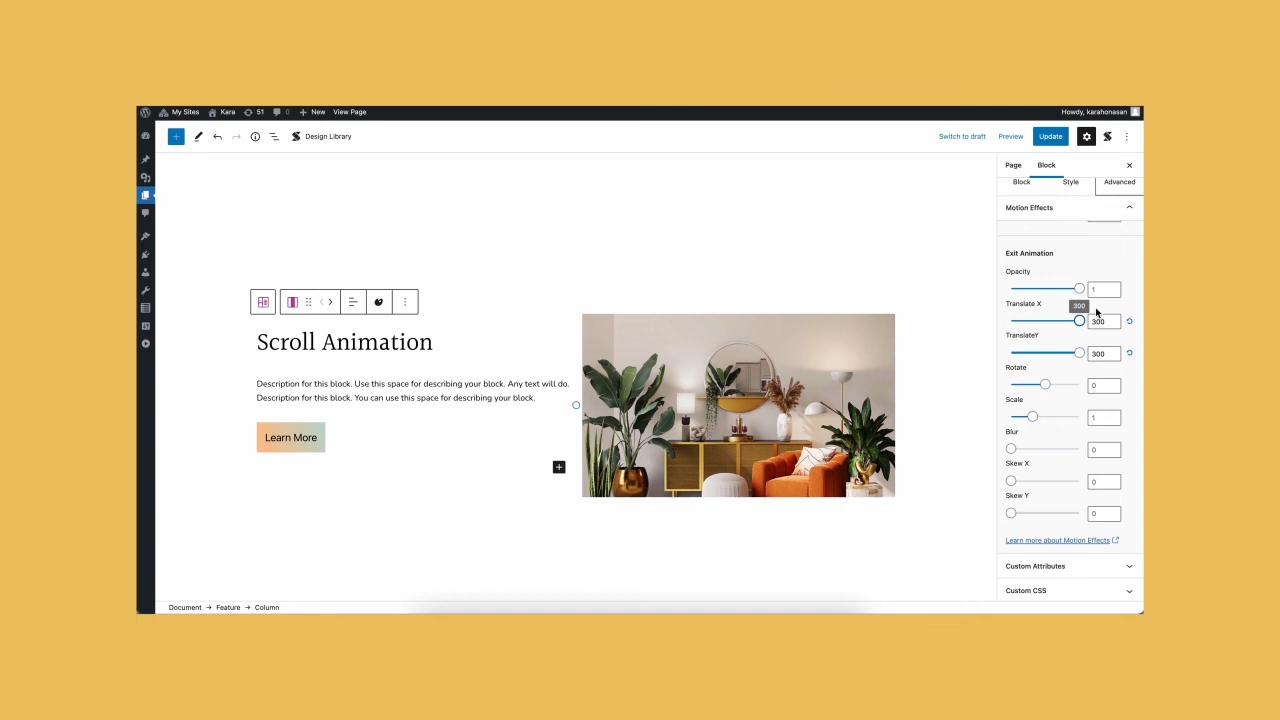 My Sites Kara 51 0 New View Page Howdy, karahonasan
Design Library Switch to draft Preview Update
Page Block
Block Style Advanced
Motion Effects
Exit Animation
Opacity
1
Translate X
300
300
TranslateY
300
Rotate
0
Scale
1
Blur
0
Skew X
0
Skew Y
0
Learn more about Motion Effects
Custom Attributes
Custom CSS
Scroll Animation
Description for this block. Use this space for describing your block. Any text will do.
Description for this block. You can use this space for describing your block.
Learn More
Document → Feature → Column